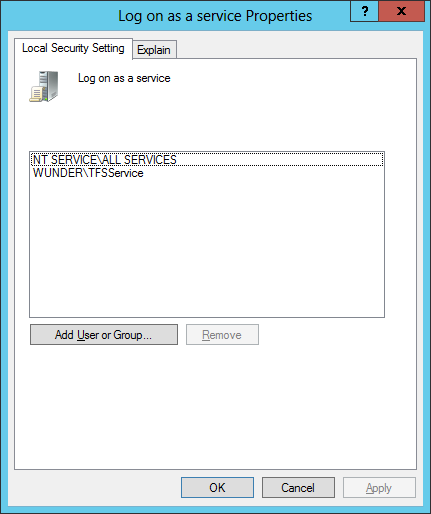 Log on as a service Properties
? x
Local Security Setting Explain
Log on as a service
NT SERVICE\ALL SERVICES
WUNDER\TFSService
Add User or Group... Remove
OK Cancel Apply